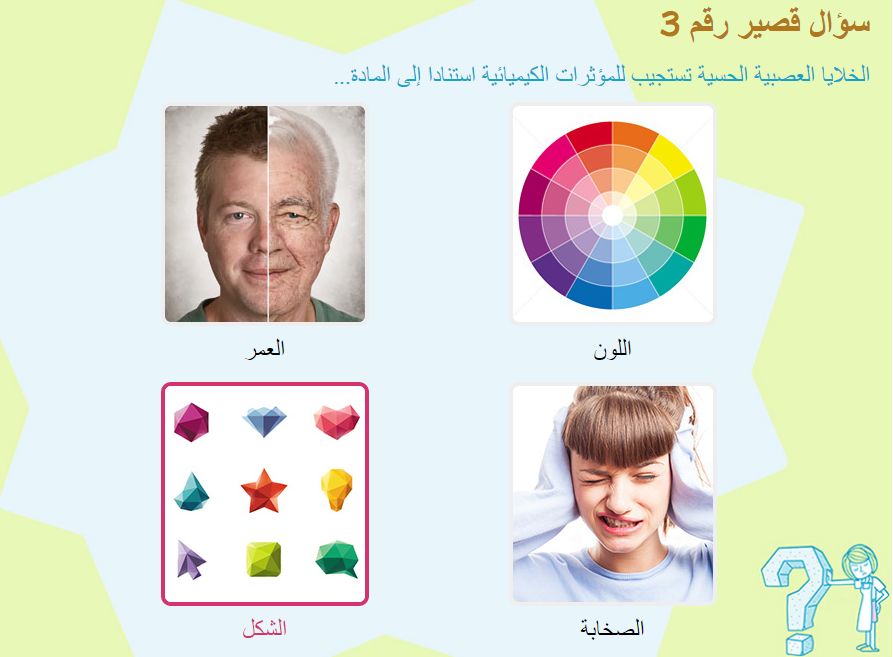 سؤال قصير رقم 3
الخلايا العصبية الحسية تستجيب للمؤثرات الكيميائية استنادا إلى المادة...
اللون
العمر
الصخابة
الشكل